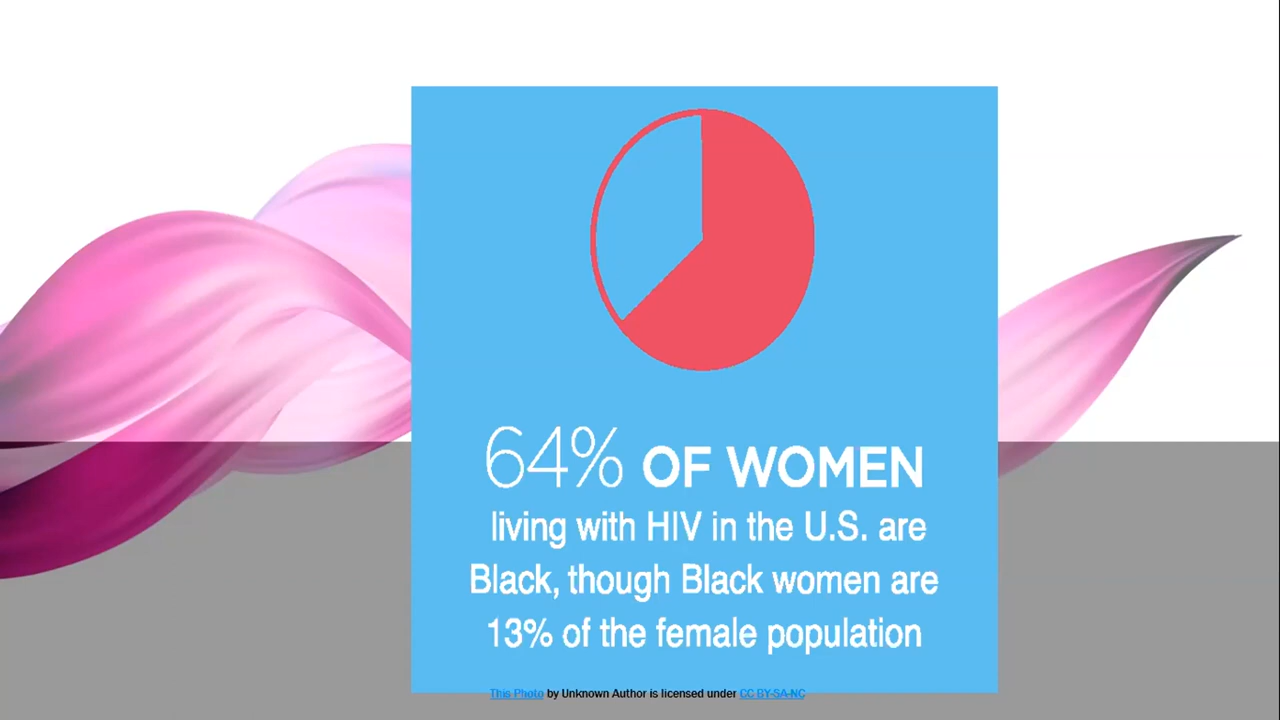 64% OF WOMEN
living with HIV in the U.S. are
Black, though Black women are
13% of the female population
This Photo by Unknown Author is licensed under CC BY-SA-NC